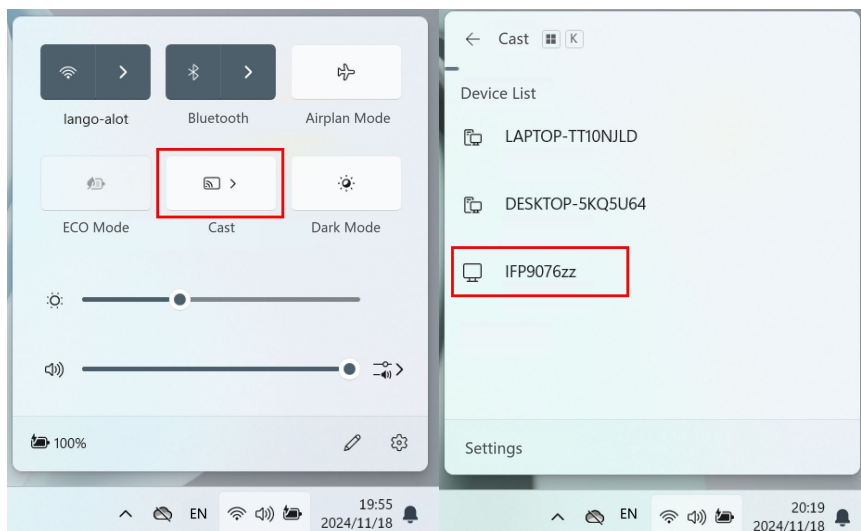 lango-alot
Bluetooth
Airplan Mode
ECO Mode
Cast
Dark Mode
100%
EN
19:55
2024/11/18
Cast K
Device List
LAPTOP-TT10NJLD
DESKTOP-5KQ5U64
IFP9076zz
Settings
EN
20:19
2024/11/18